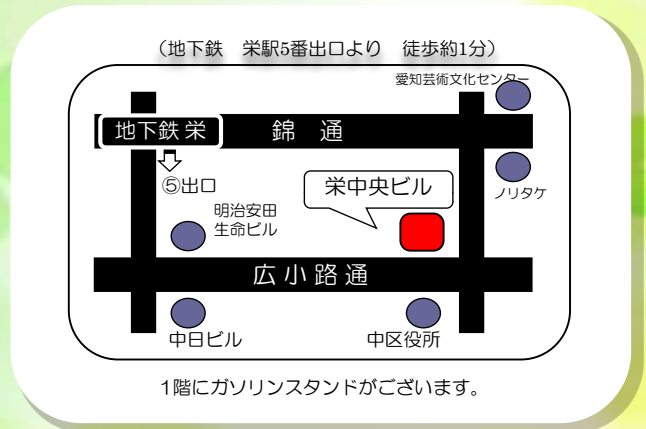 （地下鉄　栄駅5番出口より　徒歩約1分）
愛知芸術文化センター
地下鉄 栄
錦　通
⑤出口
栄中央ビル
ノリタケ
明治安田
生命ビル
広小路通
中日ビル
中区役所
1階にガソリンスタンドがございます。